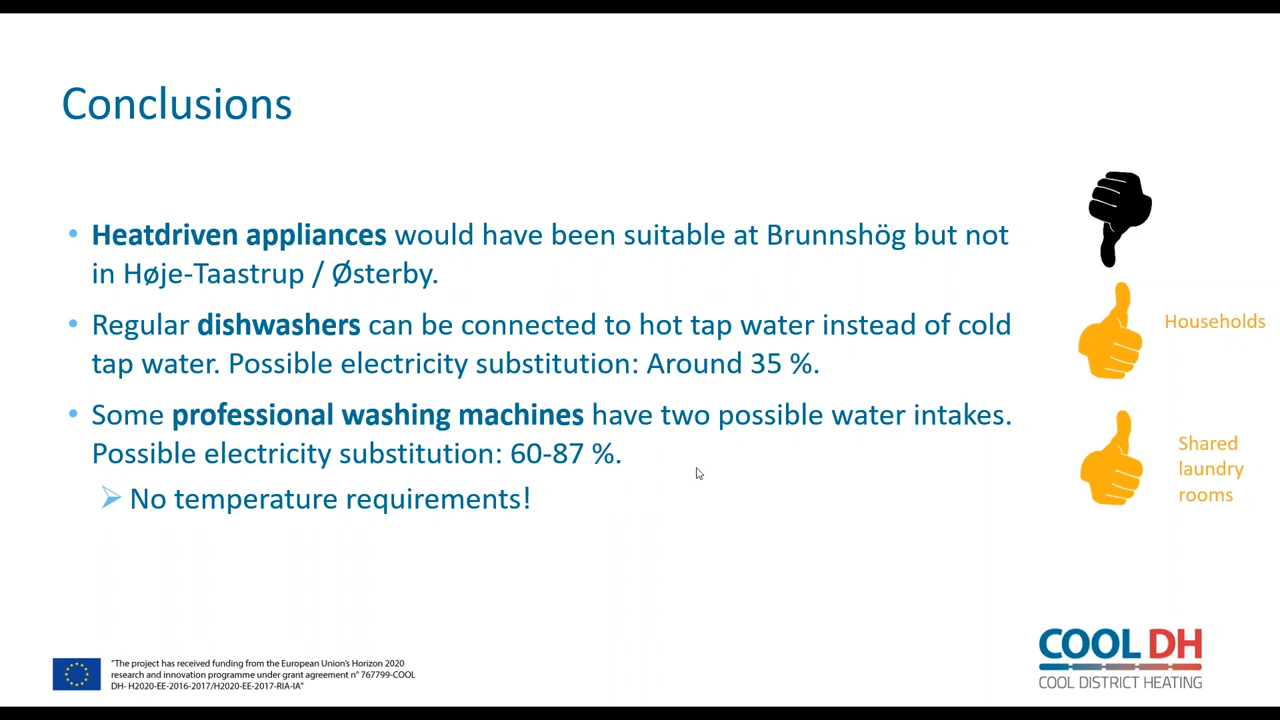 Conclusions
• Heatdriven appliances would have been suitable at Brunnshög but not
in Høje-Taastrup / Østerby.
• Regular dishwashers can be connected to hot tap water instead of cold
tap water. Possible electricity substitution: Around 35 %.
Households
• Some professional washing machines have two possible water intakes.
Possible electricity substitution: 60-87 %.
➢ No temperature requirements!
Shared
laundry
rooms
"The project has received funding from the European Union's Horizon 2020
research and innovation programme under grant agreement n° 767799-COOL
DH- H2020-EE-2016-2017/H2020-EE-2017-RIA-IA"
COOL DH
COOL DISTRICT HEATING